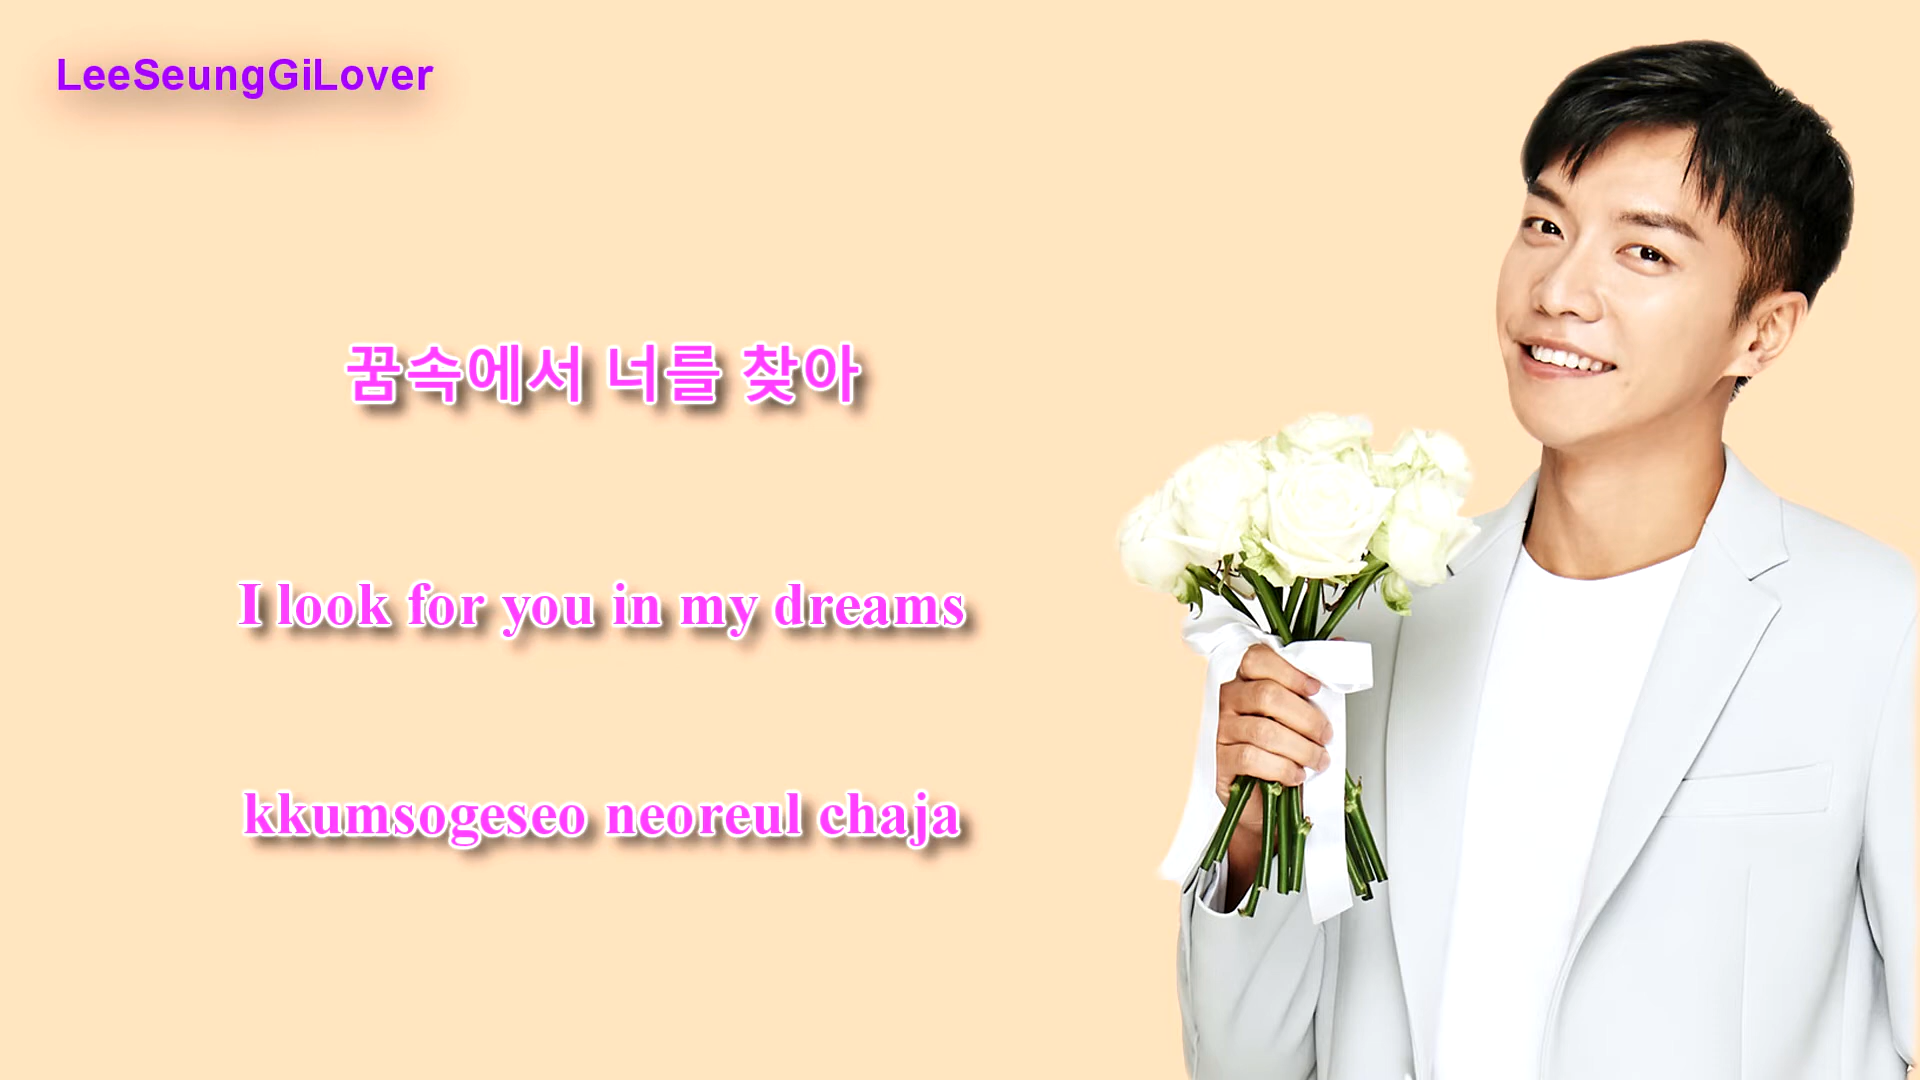 LeeSeungGiLover
꿈속에서 너를 찾아
I look for you in my dreams
kkumsogeseo neoreul chaja